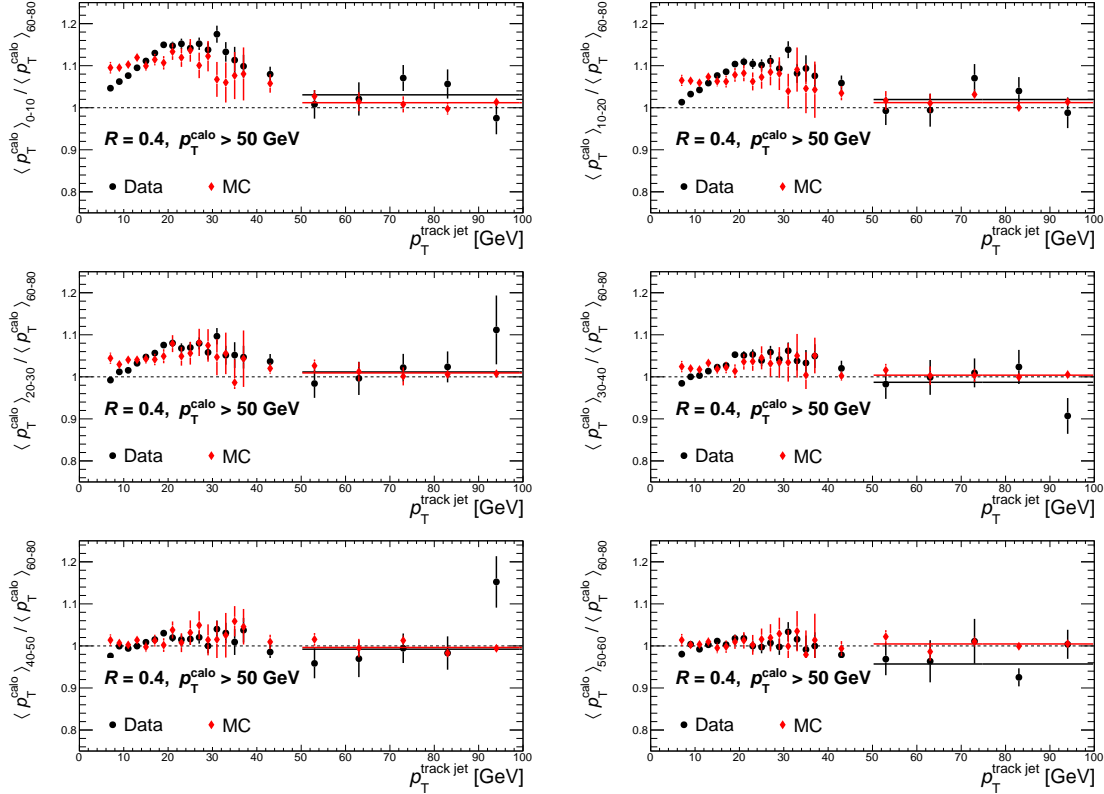 ⟨ p_T^calo ⟩_0-10 / ⟨ p_T^calo ⟩_60-80
1.2
1.1
1
0.9
0.8
R = 0.4, p_T^calo > 50 GeV
Data MC
0 10 20 30 40 50 60 70 80 90 100
p_T^track jet [GeV]
⟨ p_T^calo ⟩_10-20 / ⟨ p_T^calo ⟩_60-80
1.2
1.1
1
0.9
0.8
R = 0.4, p_T^calo > 50 GeV
Data MC
0 10 20 30 40 50 60 70 80 90 100
p_T^track jet [GeV]
⟨ p_T^calo ⟩_20-30 / ⟨ p_T^calo ⟩_60-80
1.2
1.1
1
0.9
0.8
R = 0.4, p_T^calo > 50 GeV
Data MC
0 10 20 30 40 50 60 70 80 90 100
p_T^track jet [GeV]
⟨ p_T^calo ⟩_30-40 / ⟨ p_T^calo ⟩_60-80
1.2
1.1
1
0.9
0.8
R = 0.4, p_T^calo > 50 GeV
Data MC
0 10 20 30 40 50 60 70 80 90 100
p_T^track jet [GeV]
⟨ p_T^calo ⟩_40-50 / ⟨ p_T^calo ⟩_60-80
1.2
1.1
1
0.9
0.8
R = 0.4, p_T^calo > 50 GeV
Data MC
0 10 20 30 40 50 60 70 80 90 100
p_T^track jet [GeV]
⟨ p_T^calo ⟩_50-60 / ⟨ p_T^calo ⟩_60-80
1.2
1.1
1
0.9
0.8
R = 0.4, p_T^calo > 50 GeV
Data MC
0 10 20 30 40 50 60 70 80 90 100
p_T^track jet [GeV]